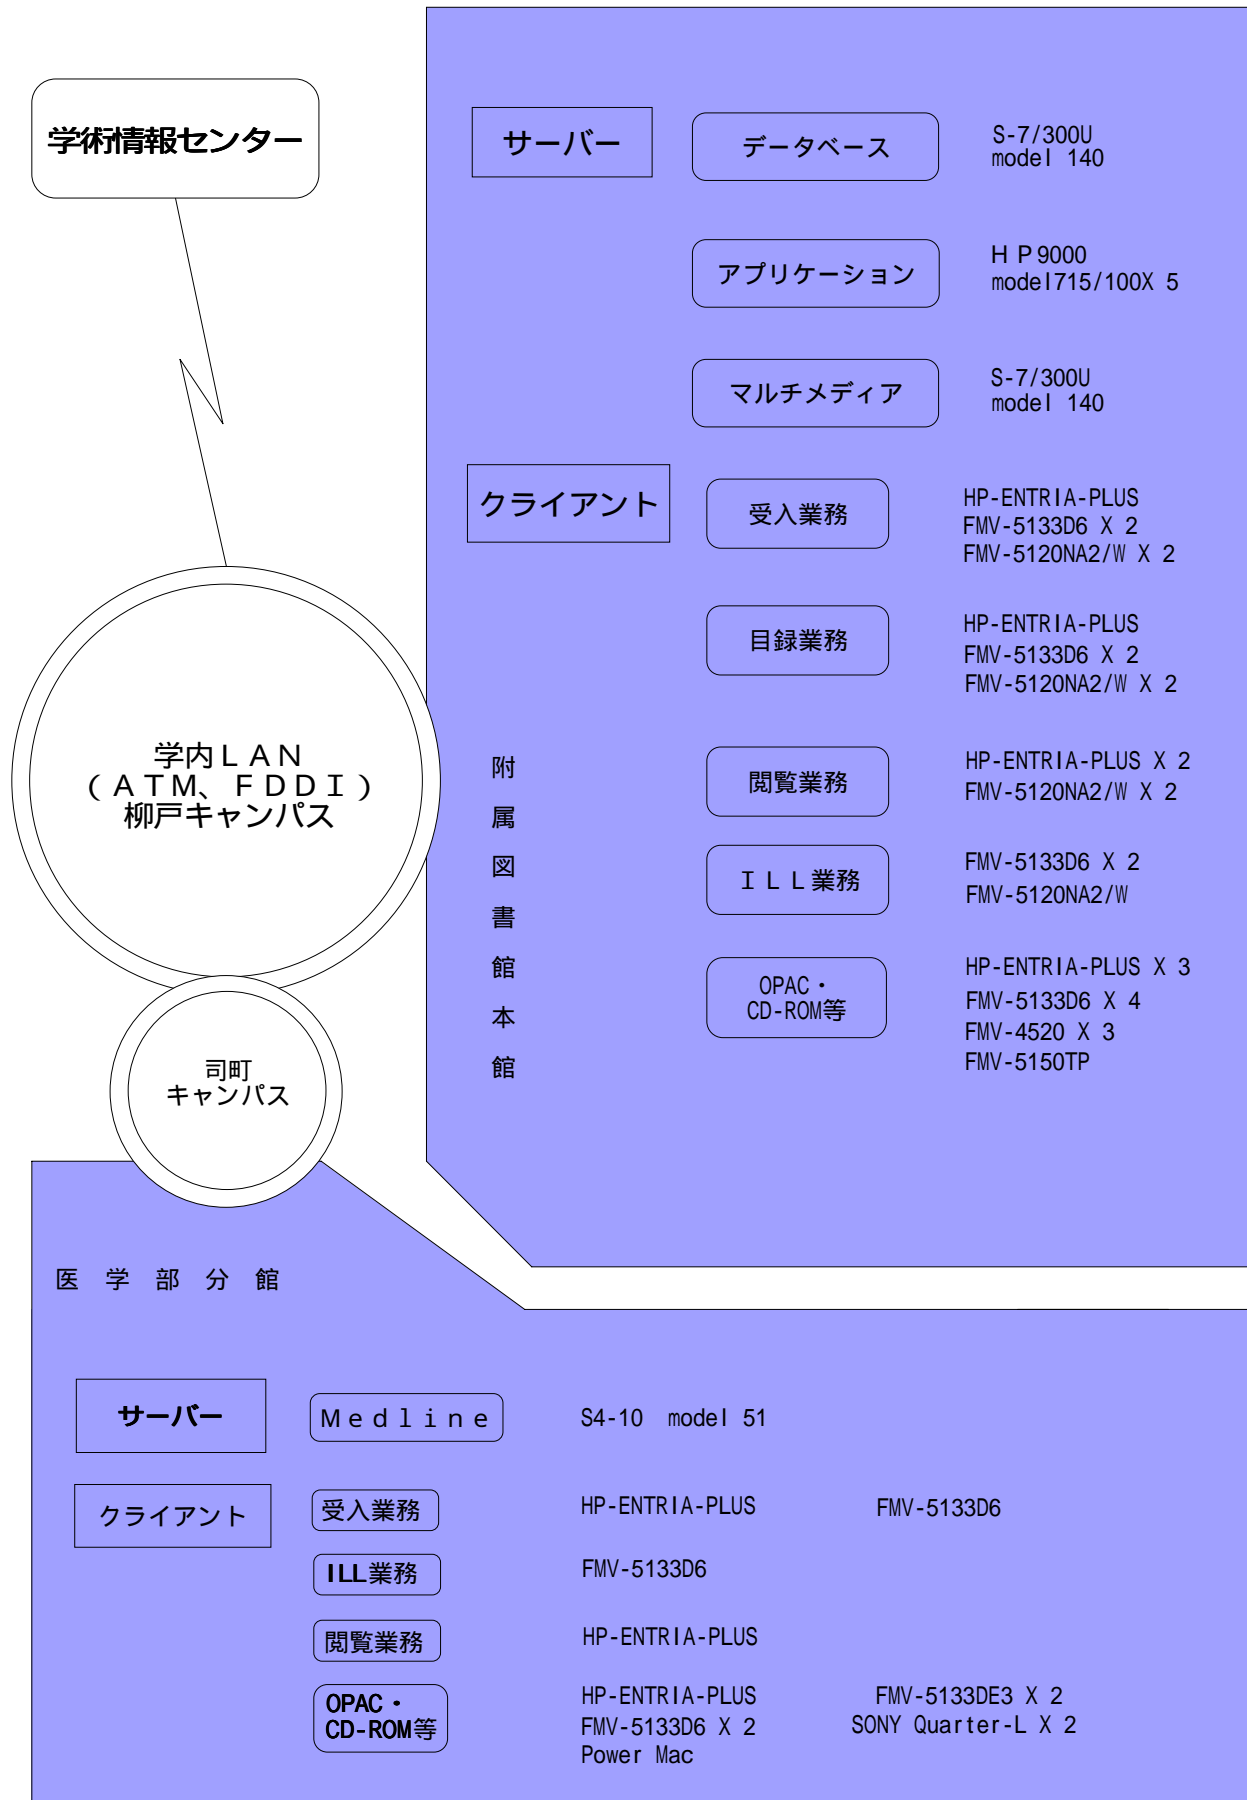 学術情報センター
サーバー
データベース
S-7/300U
model 140
アプリケーション
ＨＰ9000
model715/100X 5
マルチメディア
S-7/300U
model 140
クライアント
受入業務
HP-ENTRIA-PLUS
FMV-5133D6 X 2
FMV-5120NA2/W X 2
目録業務
HP-ENTRIA-PLUS
FMV-5133D6 X 2
FMV-5120NA2/W X 2
学内ＬＡＮ
（ＡＴＭ、ＦＤＤＩ）
柳戸キャンパス
附属図書館本館
閲覧業務
HP-ENTRIA-PLUS X 2
FMV-5120NA2/W X 2
ＩＬＬ業務
FMV-5133D6 X 2
FMV-5120NA2/W
OPAC・
CD-ROM等
HP-ENTRIA-PLUS X 3
FMV-5133D6 X 4
FMV-4520 X 3
FMV-5150TP
司町
キャンパス
医学部分館
サーバー
Ｍｅｄｌｉｎｅ
S4-10 model 51
クライアント
受入業務
HP-ENTRIA-PLUS FMV-5133D6
ILL業務
FMV-5133D6
閲覧業務
HP-ENTRIA-PLUS
OPAC・
CD-ROM等
HP-ENTRIA-PLUS FMV-5133DE3 X 2
FMV-5133D6 X 2 SONY Quarter-L X 2
Power Mac